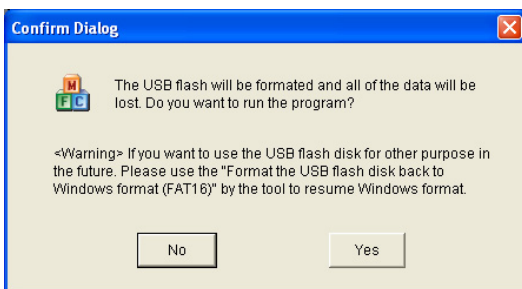 Confirm Dialog
M
F C
The USB flash will be formated and all of the data will be
lost. Do you want to run the program?
<Warning> If you want to use the USB flash disk for other purpose in
the future. Please use the "Format the USB flash disk back to
Windows format (FAT16)" by the tool to resume Windows format.
No Yes